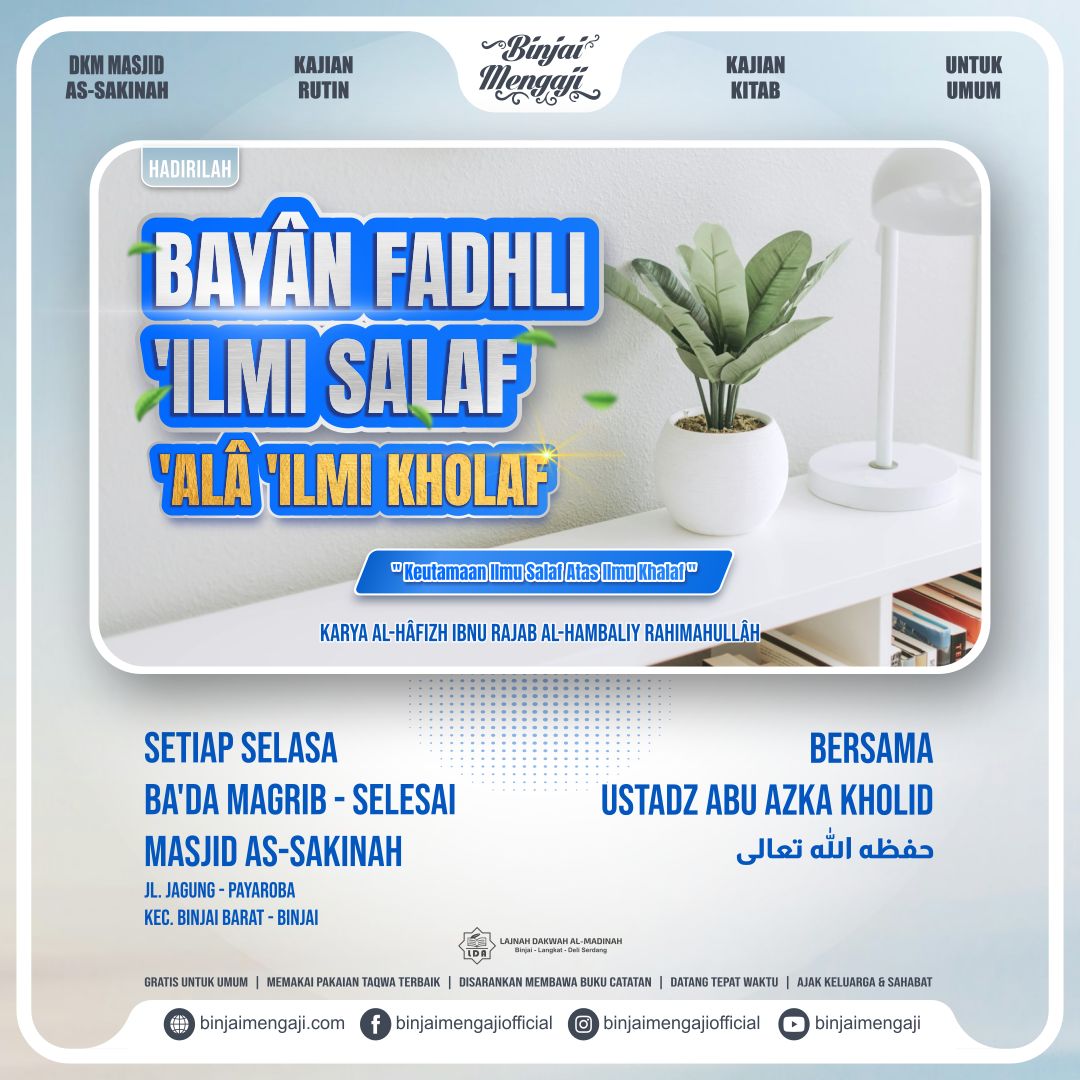 DKM MASJID
AS-SAKINAH
KAJIAN
RUTIN
Binjai
Mengaji
KAJIAN
KITAB
UNTUK
UMUM
HADIRILAH
BAYÂN FADHLI
'ILMI SALAF
'ALÂ 'ILMI KHOLAF
" Keutamaan Ilmu Salaf Atas Ilmu Khalaf "
KARYA AL-HÂFIZH IBNU RAJAB AL-HAMBALIY RAHIMAHULLÂH
SETIAP SELASA
BA'DA MAGRIB - SELESAI
MASJID AS-SAKINAH
JL. JAGUNG - PAYAROBA
KEC. BINJAI BARAT - BINJAI
BERSAMA
USTADZ ABU AZKA KHOLID
حفظه الله تعالى
LDA
LAJNAH DAKWAH AL-MADINAH
Binjai - Langkat - Deli Serdang
GRATIS UNTUK UMUM | MEMAKAI PAKAIAN TAQWA TERBAIK | DISARANKAN MEMBAWA BUKU CATATAN | DATANG TEPAT WAKTU | AJAK KELUARGA & SAHABAT
binjaimengaji.com binjaimengajiofficial binjaimengajiofficial binjaimengaji